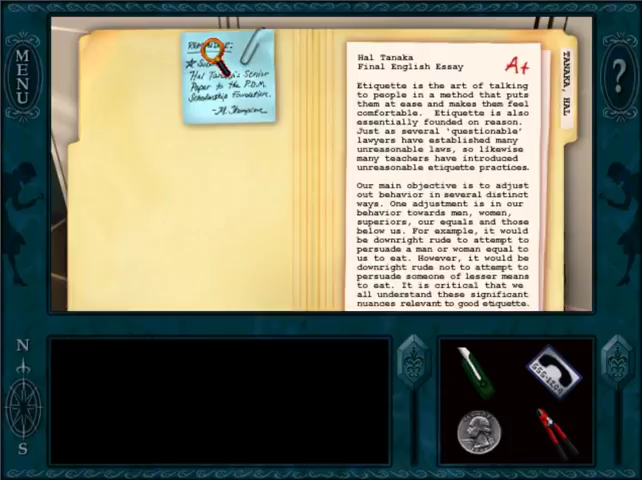 MENU
?
REMINDER:
Hal Tanaka's Senior
Paper to the P.D.M.
Scholarship Foundation.
Hal Tanaka
Final English Essay
A+
TANAKA, HAL
Etiquette is the art of talking
to people in a method that puts
them at ease and makes them feel
comfortable. Etiquette is also
essentially founded on reason.
Just as several 'questionable'
lawyers have established many
unreasonable laws, so likewise
many teachers have introduced
unreasonable etiquette practices.
Our main objective is to adjust
out behavior in several distinct
ways. One adjustment is in our
behavior towards men, women,
superiors, our equals and those
below us. For example, it would
be downright rude to attempt to
persuade a man or woman equal to
us to eat. However, it would be
downright rude not to attempt to
persuade someone of lesser means
to eat. It is critical that we
all understand these significant
nuances relevant to good etiquette.
N
S
555-1204